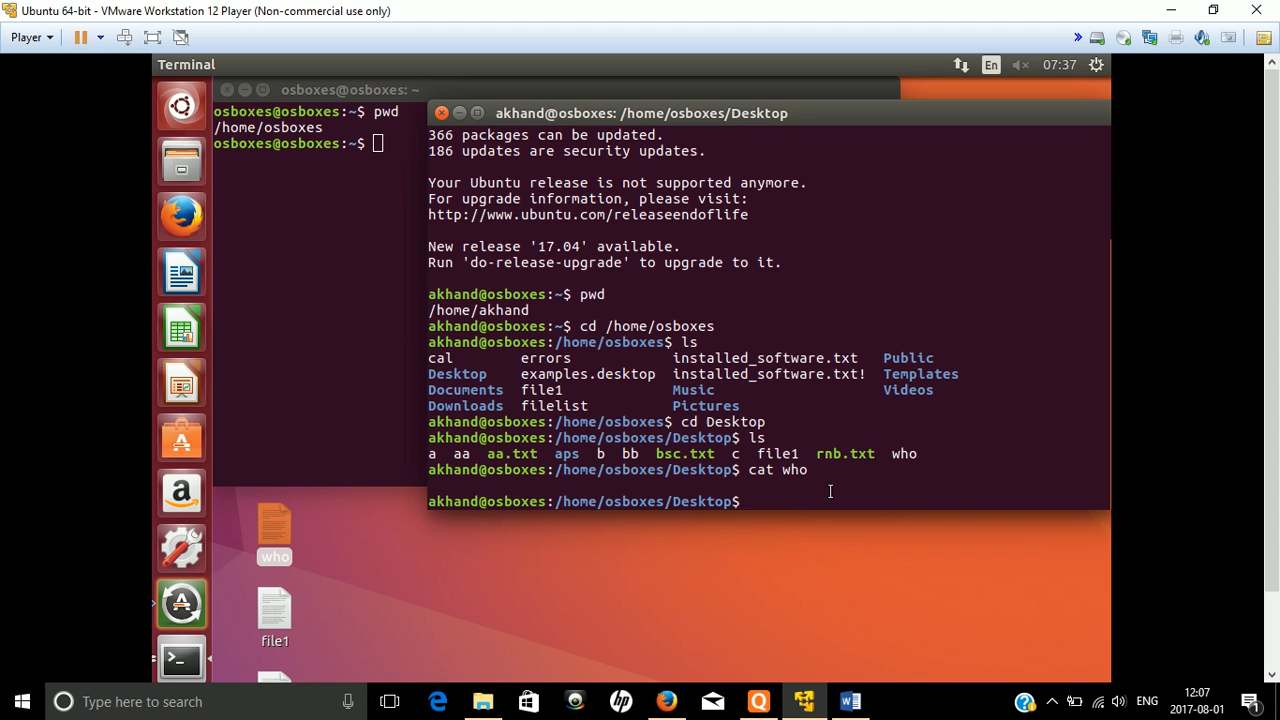 Ubuntu 64-bit - VMware Workstation 12 Player (Non-commercial use only)
Player
Terminal
En
07:37
osboxes@osboxes: ~
osboxes@osboxes:~$ pwd
/home/osboxes
osboxes@osboxes:~$
akhand@osboxes: /home/osboxes/Desktop
366 packages can be updated.
186 updates are security updates.
Your Ubuntu release is not supported anymore.
For upgrade information, please visit:
http://www.ubuntu.com/releaseendoflife
New release '17.04' available.
Run 'do-release-upgrade' to upgrade to it.
akhand@osboxes:~$ pwd
/home/akhand
akhand@osboxes:~$ cd /home/osboxes
akhand@osboxes:/home/osboxes$ ls
cal errors installed_software.txt Public
Desktop examples.desktop installed_software.txt! Templates
Documents file1 Music Videos
Downloads filelist Pictures
akhand@osboxes:/home/osboxes$ cd Desktop
akhand@osboxes:/home/osboxes/Desktop$ ls
a aa aa.txt aps b bb bsc.txt c file1 rnb.txt who
akhand@osboxes:/home/osboxes/Desktop$ cat who
akhand@osboxes:/home/osboxes/Desktop$
who
file1
Type here to search
ENG
12:07
2017-08-01
1